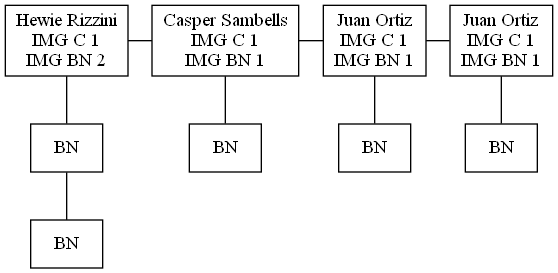 Hewie Rizzini
IMG C 1
IMG BN 2
Casper Sambells
IMG C 1
IMG BN 1
Juan Ortiz
IMG C 1
IMG BN 1
Juan Ortiz
IMG C 1
IMG BN 1
BN
BN
BN
BN
BN